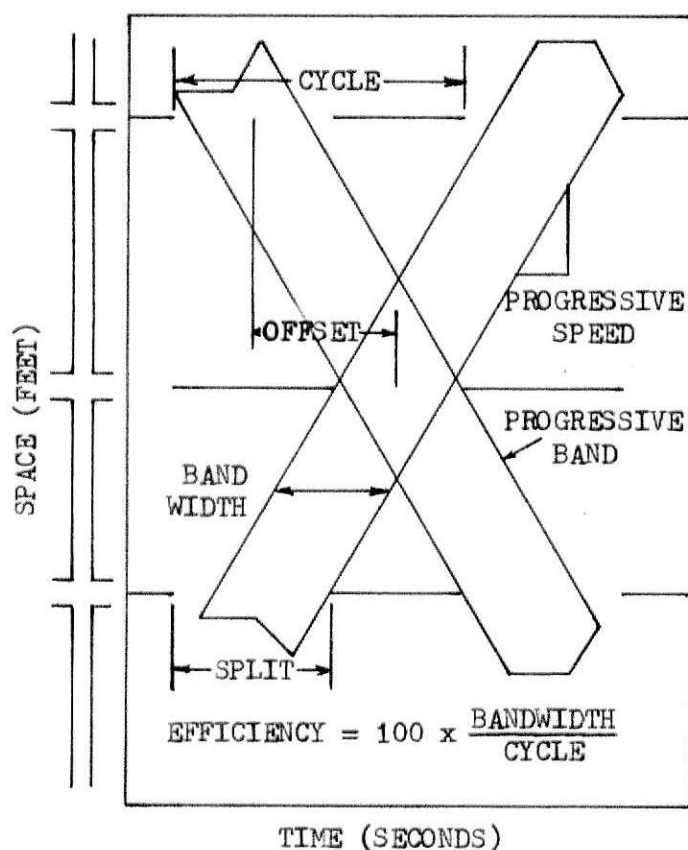 CYCLE
OFFSET
PROGRESSIVE
SPEED
SPACE (FEET)
PROGRESSIVE
BAND
BAND
WIDTH
SPLIT
EFFICIENCY = 100 x BANDWIDTH
CYCLE
TIME (SECONDS)